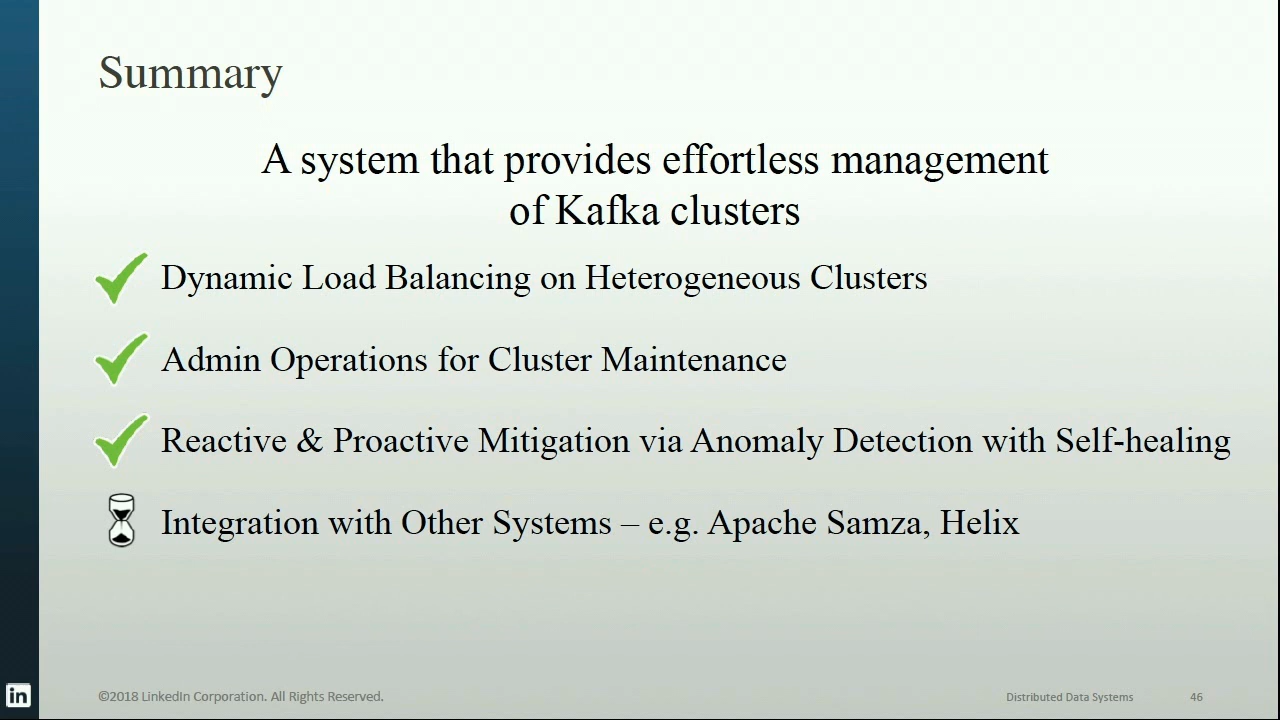 Summary
A system that provides effortless management
of Kafka clusters
Dynamic Load Balancing on Heterogeneous Clusters
Admin Operations for Cluster Maintenance
Reactive & Proactive Mitigation via Anomaly Detection with Self-healing
Integration with Other Systems – e.g. Apache Samza, Helix
in
©2018 LinkedIn Corporation. All Rights Reserved.
Distributed Data Systems
46